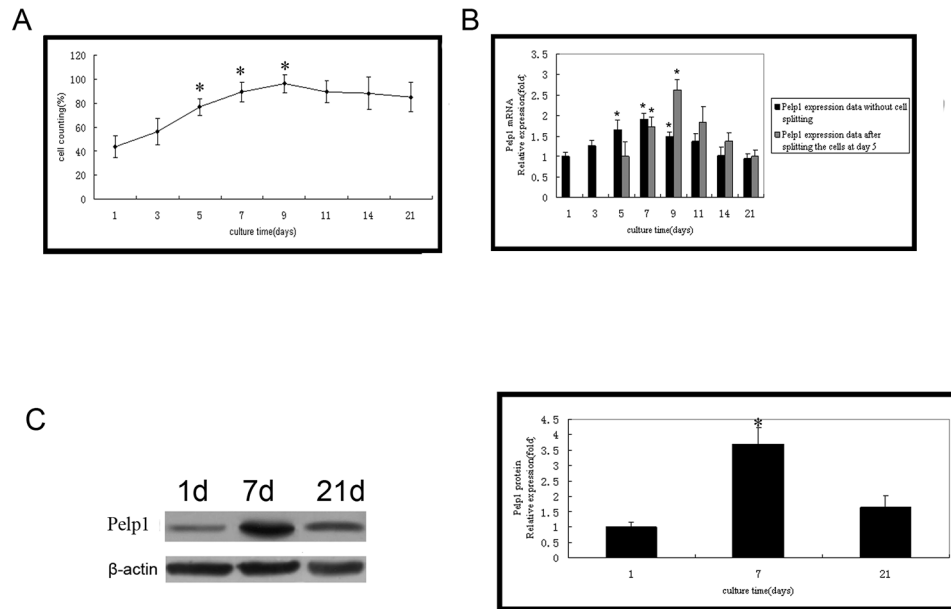 A
cell counting(%)
120
100
80
60
40
20
0
* * *
1 3 5 7 9 11 14 21
culture time(days)
B
Pelp1 mRNA
Relative expression(fold)
3.5
3
2.5
2
1.5
1
0.5
0
* * * * *
1 3 5 7 9 11 14 21
culture time(days)
Pelp1 expression data without cell
splitting
Pelp1 expression data after
splitting the cells at day 5
C
1d 7d 21d
Pelp1
β-actin
Pelp1 protein
Relative expression(fold)
4.5
4
3.5
3
2.5
2
1.5
1
0.5
0
*
1 7 21
culture time(days)